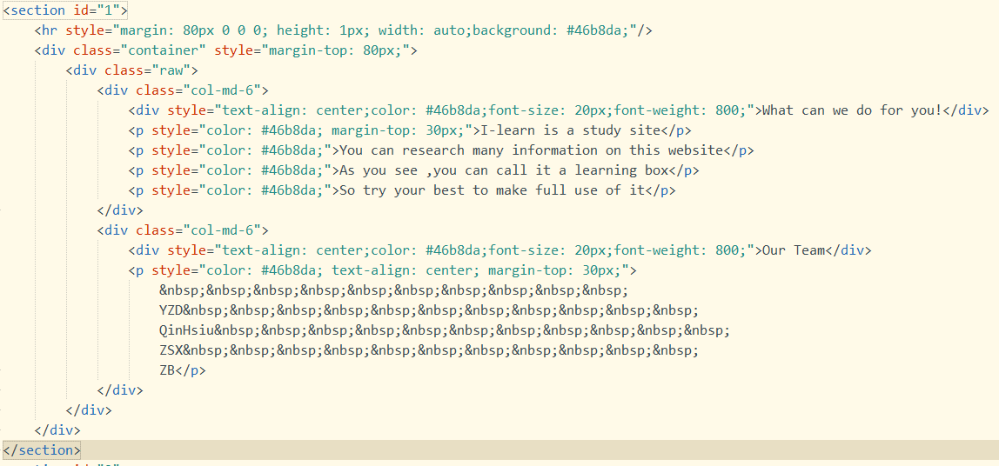 <section id="1">
<hr style="margin: 80px 0 0 0; height: 1px; width: auto;background: #46b8da;"/>
<div class="container" style="margin-top: 80px;">
<div class="raw">
<div class="col-md-6">
<div style="text-align: center;color: #46b8da;font-size: 20px;font-weight: 800;">What can we do for you!</div>
<p style="color: #46b8da; margin-top: 30px;">I-learn is a study site</p>
<p style="color: #46b8da;">You can research many information on this website</p>
<p style="color: #46b8da;">As you see ,you can call it a learning box</p>
<p style="color: #46b8da;">So try your best to make full use of it</p>
</div>
<div class="col-md-6">
<div style="text-align: center;color: #46b8da;font-size: 20px;font-weight: 800;">Our Team</div>
<p style="color: #46b8da; text-align: center; margin-top: 30px;">
&nbsp;&nbsp;&nbsp;&nbsp;&nbsp;&nbsp;&nbsp;&nbsp;&nbsp;&nbsp;
YZD&nbsp;&nbsp;&nbsp;&nbsp;&nbsp;&nbsp;&nbsp;&nbsp;&nbsp;&nbsp;&nbsp;
QinHsiu&nbsp;&nbsp;&nbsp;&nbsp;&nbsp;&nbsp;&nbsp;&nbsp;&nbsp;&nbsp;&nbsp;
ZSX&nbsp;&nbsp;&nbsp;&nbsp;&nbsp;&nbsp;&nbsp;&nbsp;&nbsp;&nbsp;&nbsp;
ZB</p>
</div>
</div>
</div>
</section>